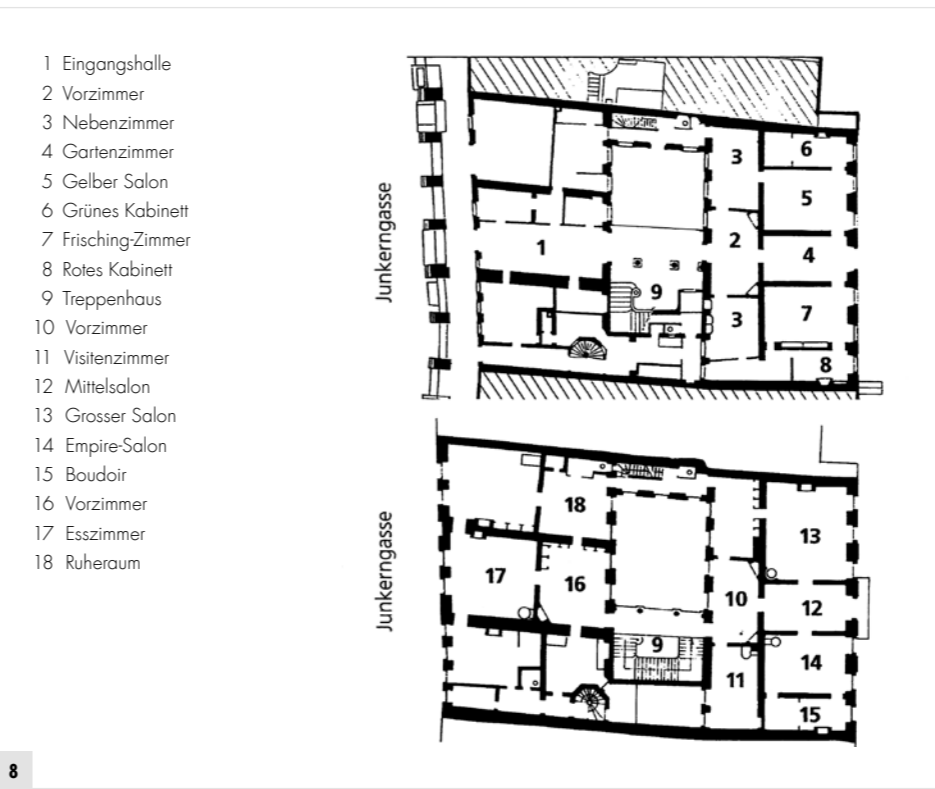 1 Eingangshalle
2 Vorzimmer
3 Nebenzimmer
4 Gartenzimmer
5 Gelber Salon
6 Grünes Kabinett
7 Frisching-Zimmer
8 Rotes Kabinett
9 Treppenhaus
10 Vorzimmer
11 Visitenzimmer
12 Mittelsalon
13 Grosser Salon
14 Empire-Salon
15 Boudoir
16 Vorzimmer
17 Esszimmer
18 Ruheraum
Junkerngasse
6
3
5
2
1
4
9
3
7
8
Junkerngasse
18
13
17
16
10
12
9
14
11
15
8